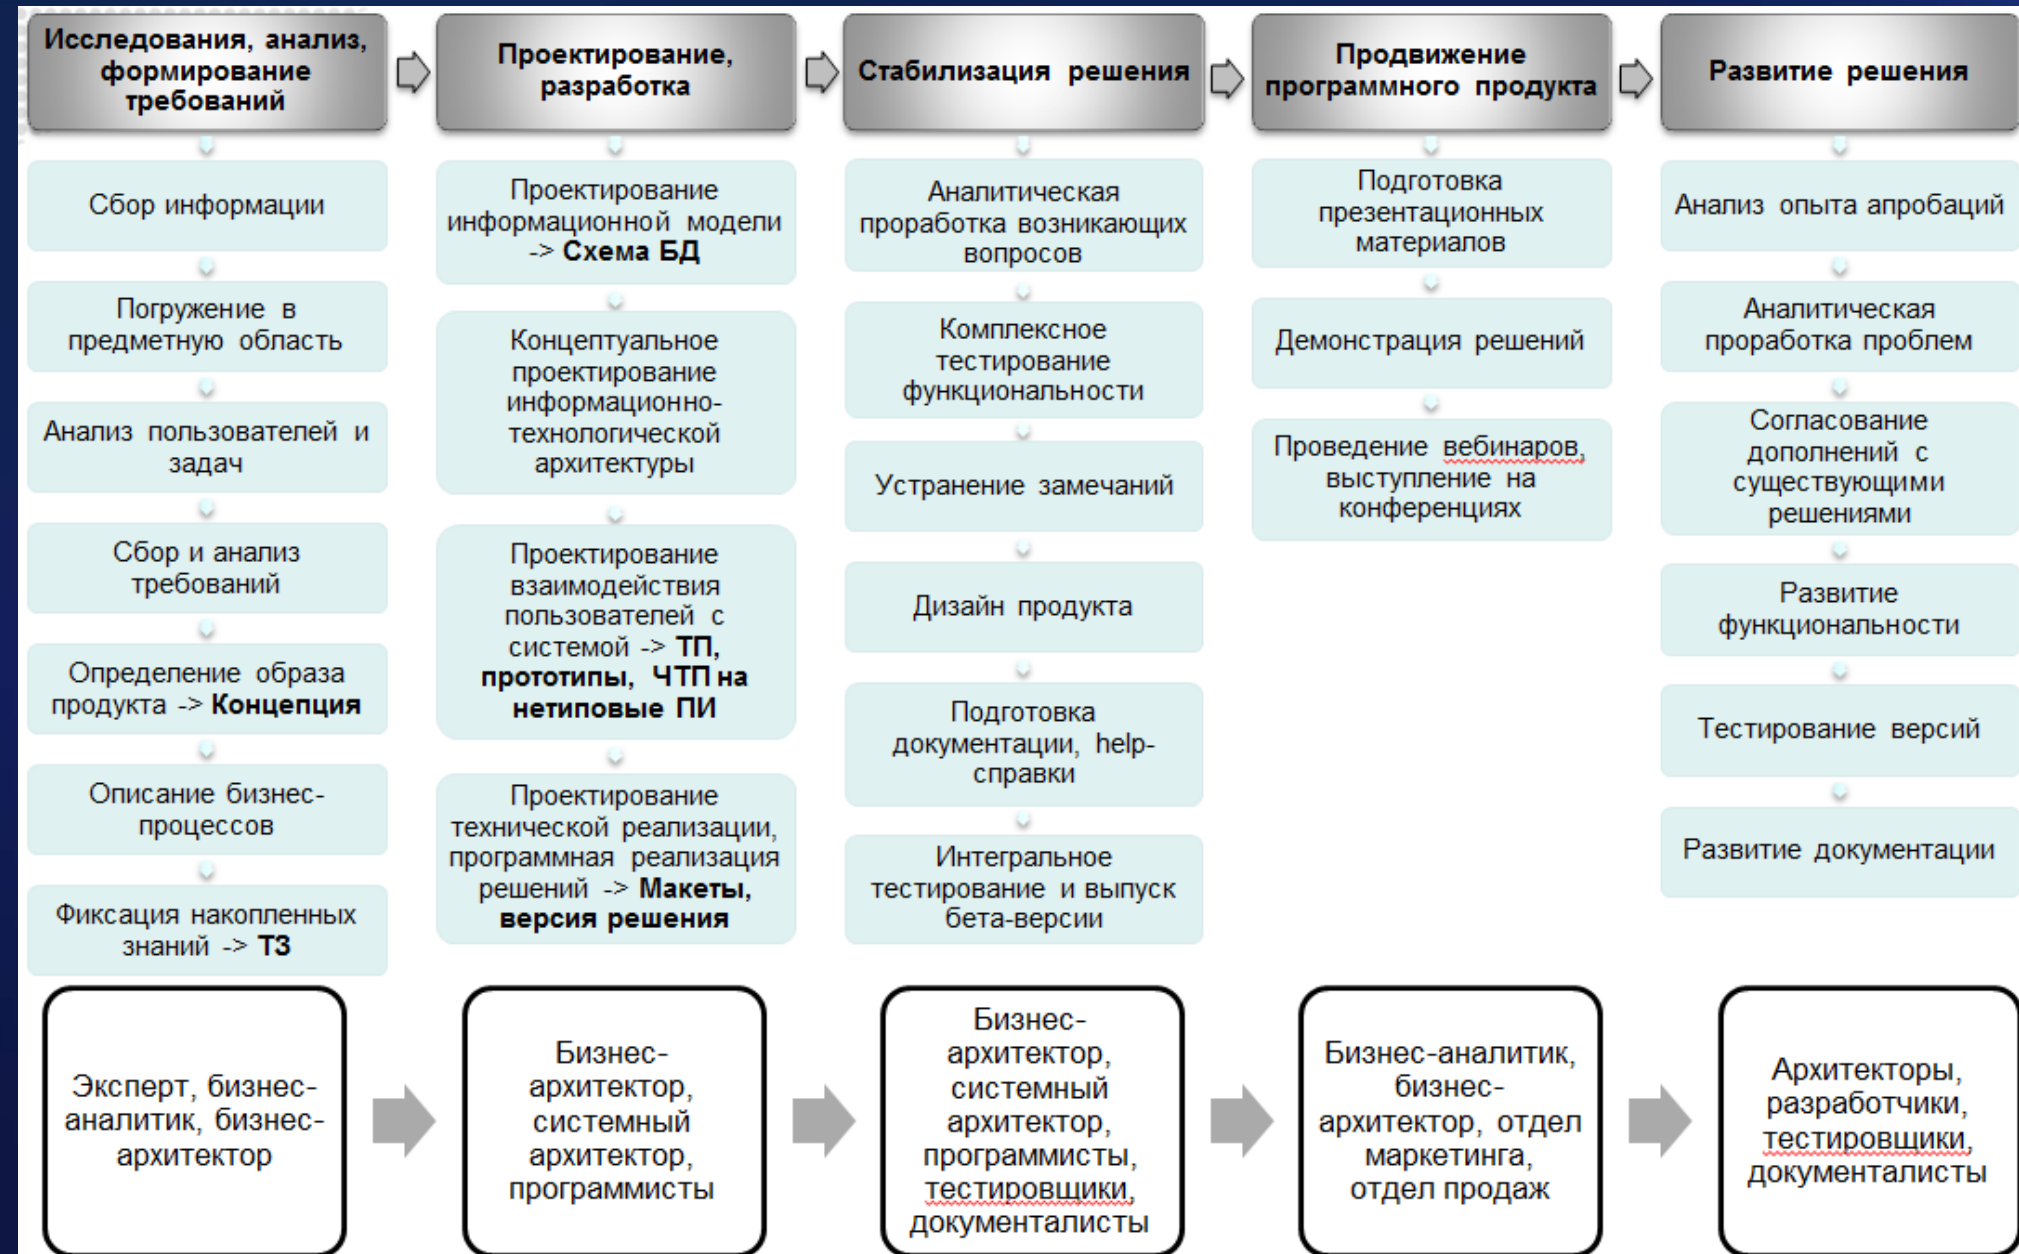 Исследования, анализ,
формирование
требований
Сбор информации
Погружение в
предметную область
Анализ пользователей и
задач
Сбор и анализ
требований
Определение образа
продукта -> Концепция
Описание бизнес-
процессов
Фиксация накопленных
знаний -> ТЗ
Эксперт, бизнес-
аналитик, бизнес-
архитектор
Проектирование,
разработка
Проектирование
информационной модели
-> Схема БД
Концептуальное
проектирование
информационно-
технологической
архитектуры
Проектирование
взаимодействия
пользователей с
системой -> ТП,
прототипы, ЧТП на
нетиповые ПИ
Проектирование
технической реализации,
программная реализация
решений -> Макеты,
версия решения
Бизнес-
архитектор,
системный
архитектор,
программисты
Стабилизация решения
Аналитическая
проработка возникающих
вопросов
Комплексное
тестирование
функциональности
Устранение замечаний
Дизайн продукта
Подготовка
документации, help-
справки
Интегральное
тестирование и выпуск
бета-версии
Бизнес-
архитектор,
системный
архитектор,
программисты,
тестировщики,
документалисты
Продвижение
программного продукта
Подготовка
презентационных
материалов
Демонстрация решений
Проведение вебинаров,
выступление на
конференциях
Бизнес-аналитик,
бизнес-
архитектор, отдел
маркетинга,
отдел продаж
Развитие решения
Анализ опыта апробаций
Аналитическая
проработка проблем
Согласование
дополнений с
существующими
решениями
Развитие
функциональности
Тестирование версий
Развитие документации
Архитекторы,
разработчики,
тестировщики,
документалисты